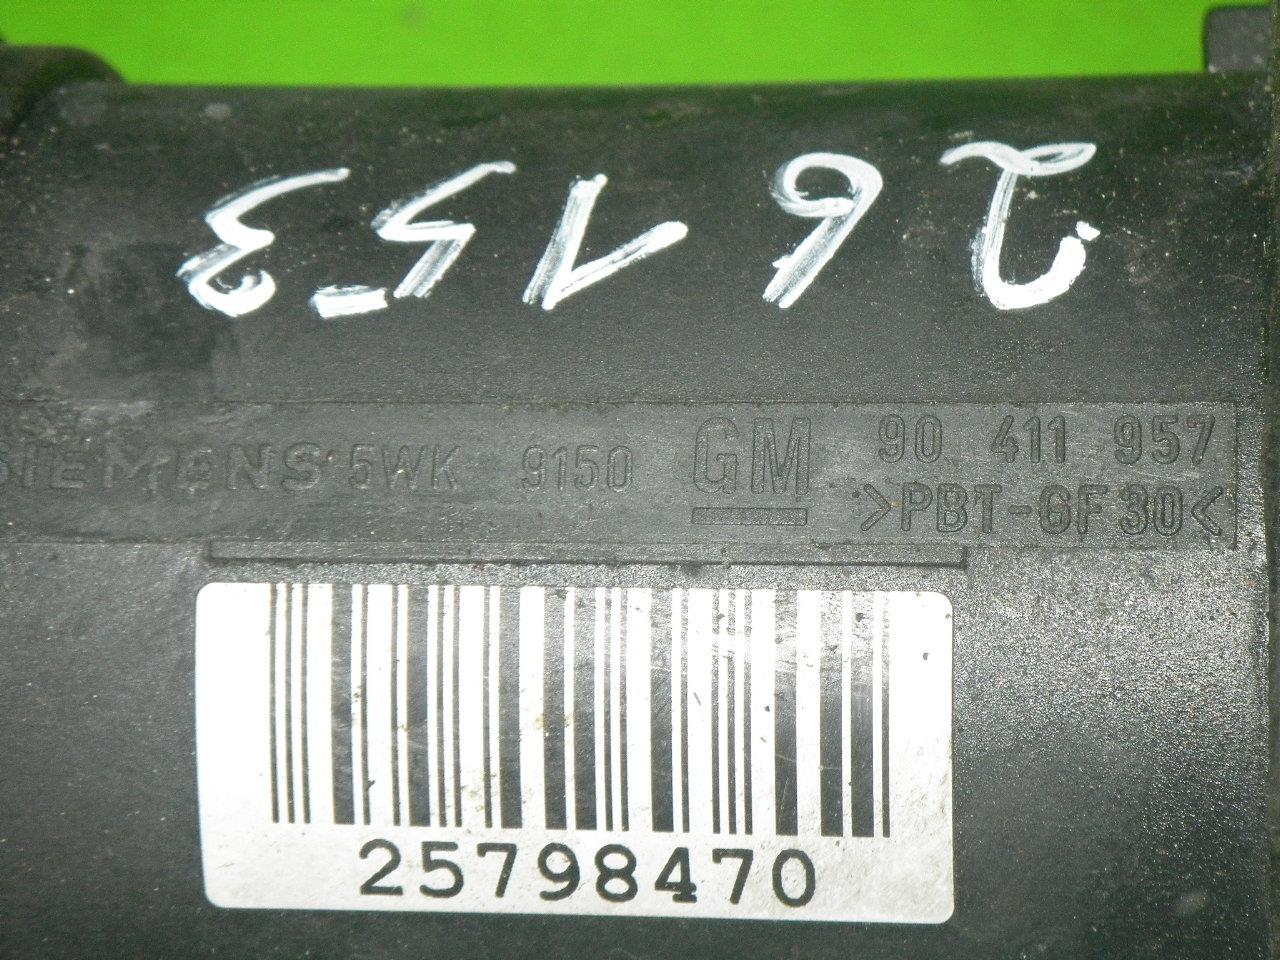 26153
SIEMENS 5WK 9150 GM 90 411 957
>PBT-GF30<
25798470